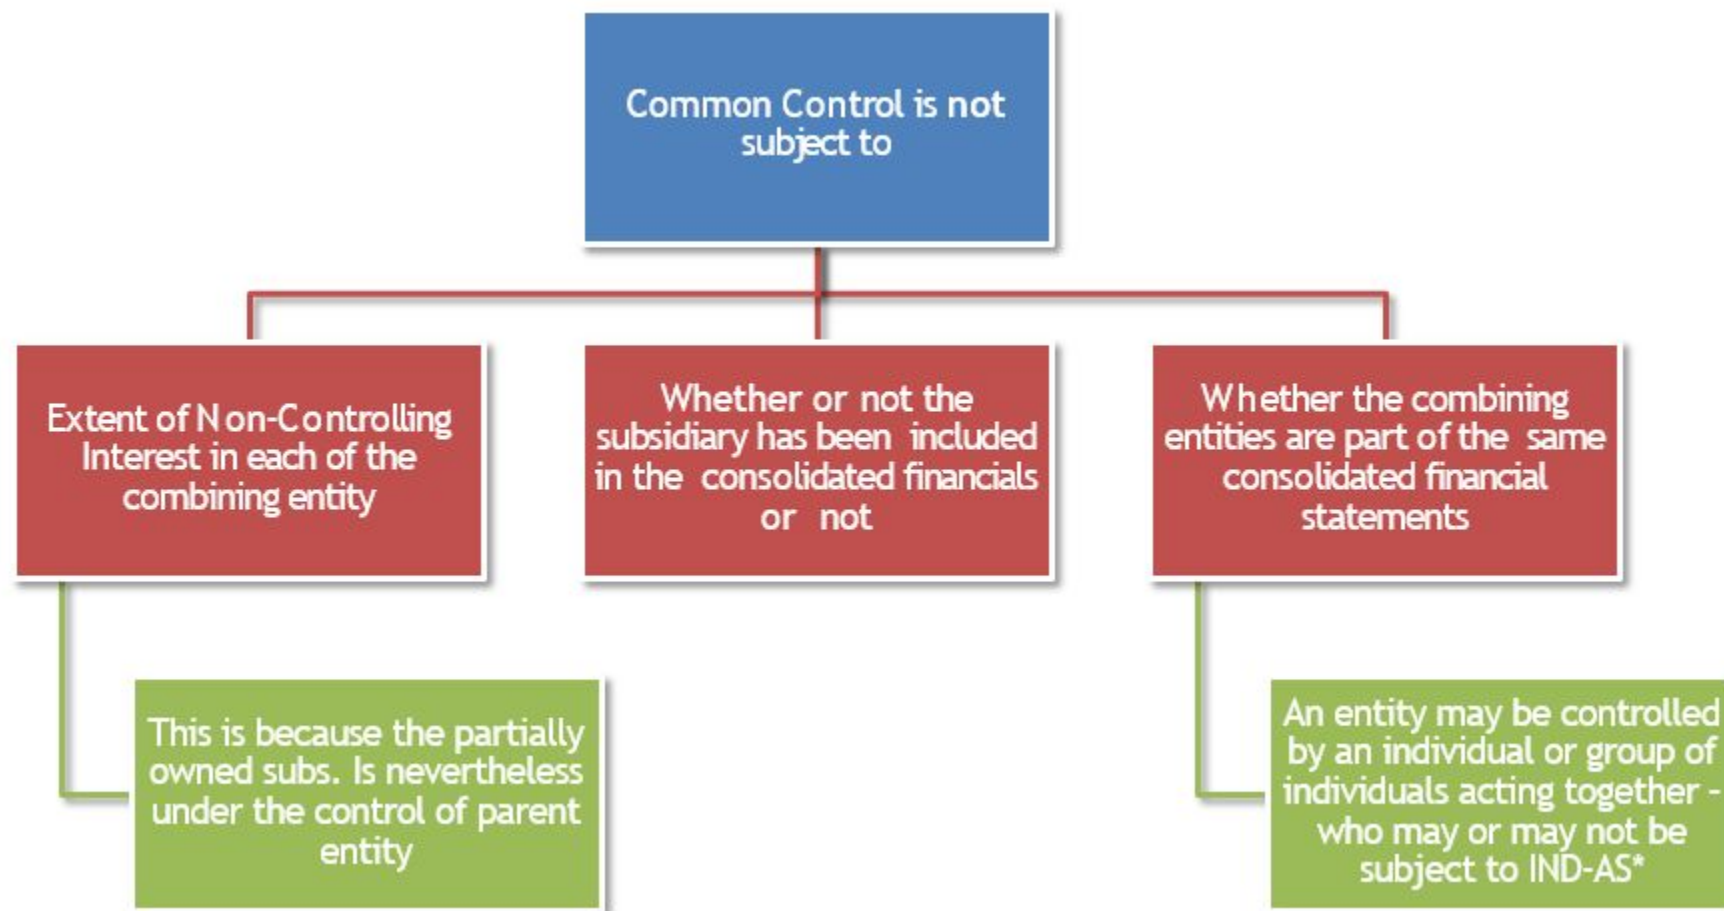 Common Control is not
subject to
Extent of Non-Controlling
Interest in each of the
combining entity
Whether or not the
subsidiary has been included
in the consolidated financials
or not
Whether the combining
entities are part of the same
consolidated financial
statements
This is because the partially
owned subs. Is nevertheless
under the control of parent
entity
An entity may be controlled
by an individual or group of
individuals acting together -
who may or may not be
subject to IND-AS*